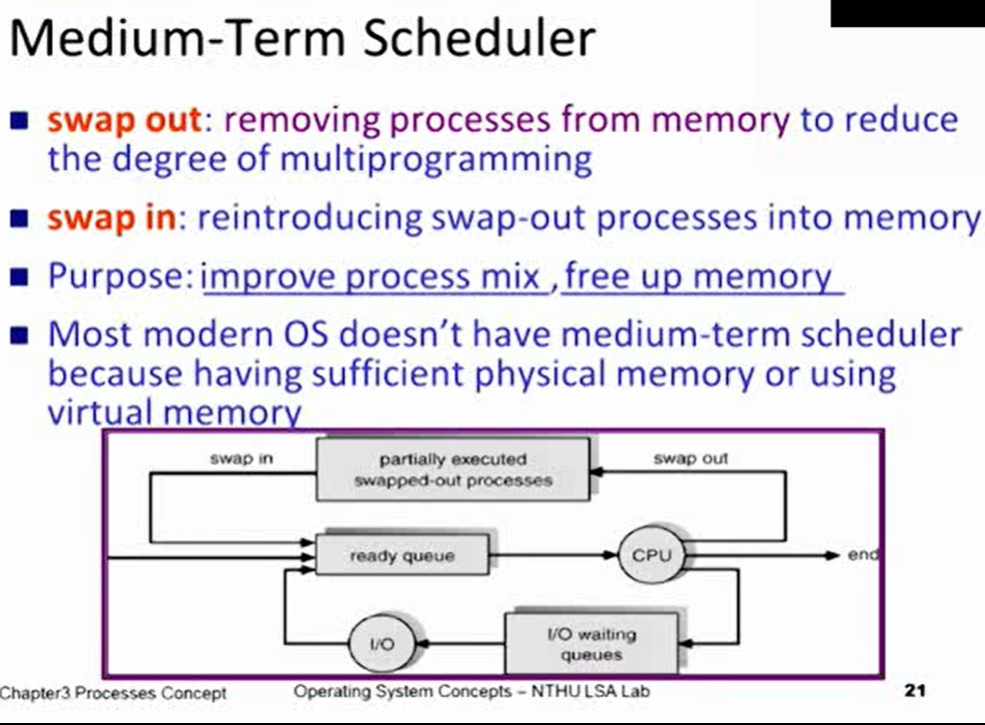 Medium-Term Scheduler
swap out: removing processes from memory to reduce
the degree of multiprogramming
swap in: reintroducing swap-out processes into memory
Purpose: improve process mix , free up memory
Most modern OS doesn't have medium-term scheduler
because having sufficient physical memory or using
virtual memory
swap in
partially executed
swapped-out processes
swap out
ready queue
CPU
end
I/O
I/O waiting
queues
Chapter3 Processes Concept
Operating System Concepts – NTHU LSA Lab
21